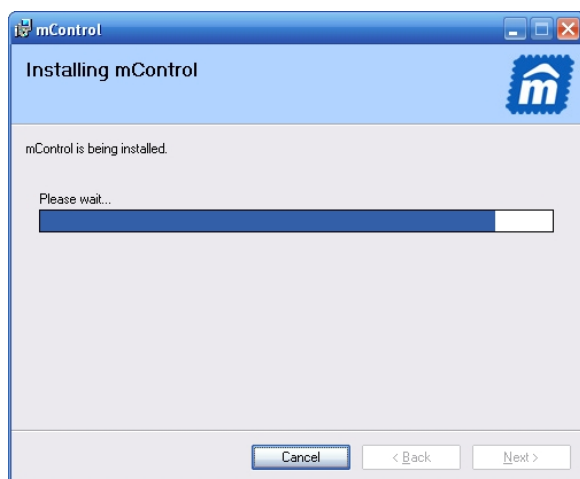 mControl
Installing mControl
m
mControl is being installed.
Please wait...
Cancel
< Back
Next >